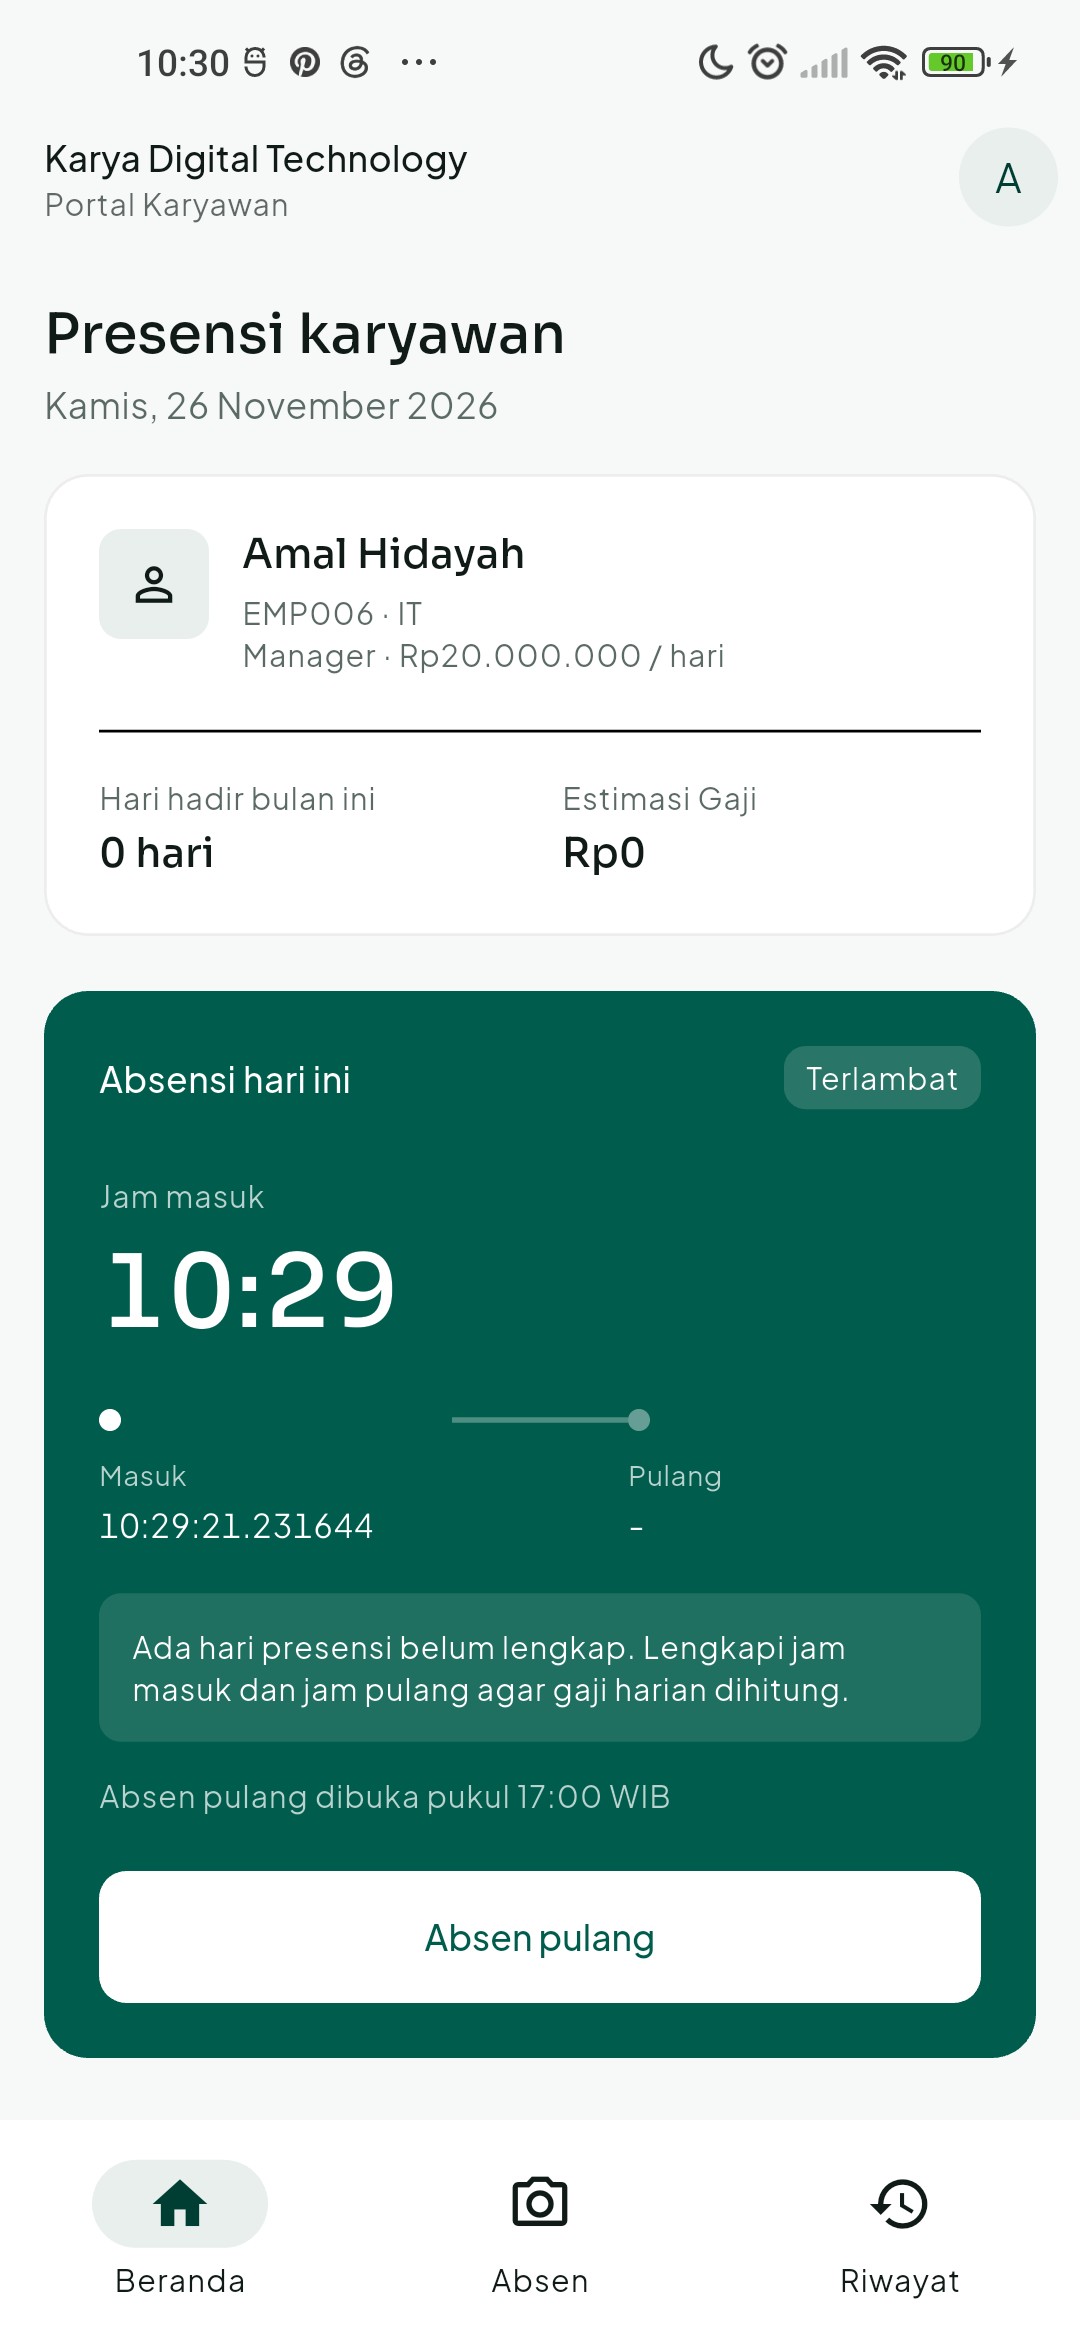 10:30
90
Karya Digital Technology
Portal Karyawan
A
Presensi karyawan
Kamis, 26 November 2026
Amal Hidayah
EMP006 · IT
Manager · Rp20.000.000 / hari
Hari hadir bulan ini
0 hari
Estimasi Gaji
Rp0
Absensi hari ini
Terlambat
Jam masuk
10:29
Masuk
10:29:21.231644
Pulang
-
Ada hari presensi belum lengkap. Lengkapi jam
masuk dan jam pulang agar gaji harian dihitung.
Absen pulang dibuka pukul 17:00 WIB
Absen pulang
Beranda
Absen
Riwayat